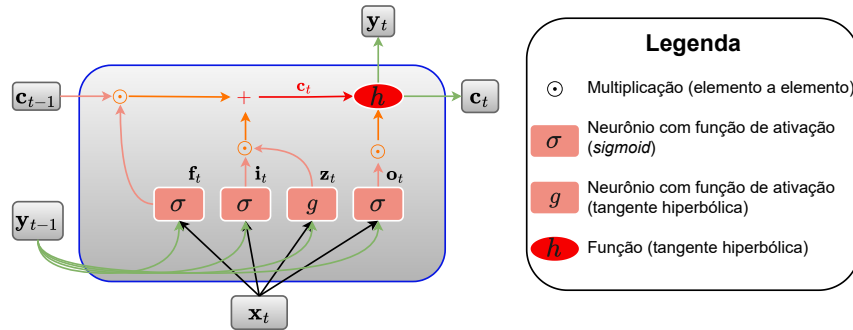 y_t
c_{t−1}
⊙
+
c_t
h
c_t
⊙
⊙
f_t
i_t
z_t
o_t
σ
σ
g
σ
y_{t−1}
x_t
Legenda
⊙ Multiplicação (elemento a elemento)
σ Neurônio com função de ativação
(sigmoid)
g Neurônio com função de ativação
(tangente hiperbólica)
h Função (tangente hiperbólica)